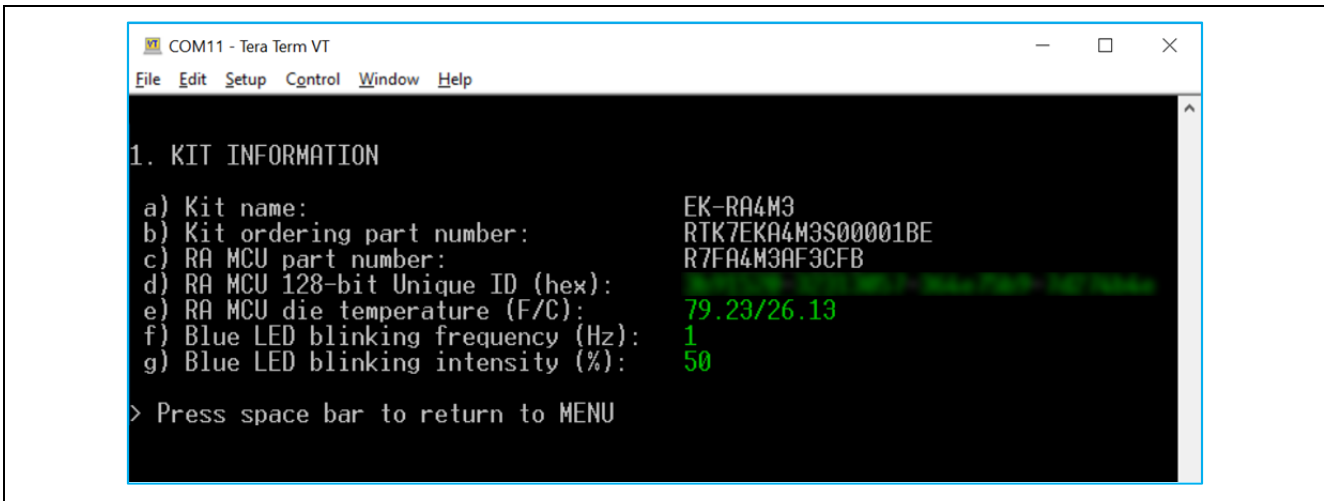 COM11 - Tera Term VT
File Edit Setup Control Window Help
1. KIT INFORMATION
a) Kit name: EK-RA4M3
b) Kit ordering part number: RTK7EKA4M3S00001BE
c) RA MCU part number: R7FA4M3AF3CFB
d) RA MCU 128-bit Unique ID (hex):
e) RA MCU die temperature (F/C): 79.23/26.13
f) Blue LED blinking frequency (Hz): 1
g) Blue LED blinking intensity (%): 50
> Press space bar to return to MENU